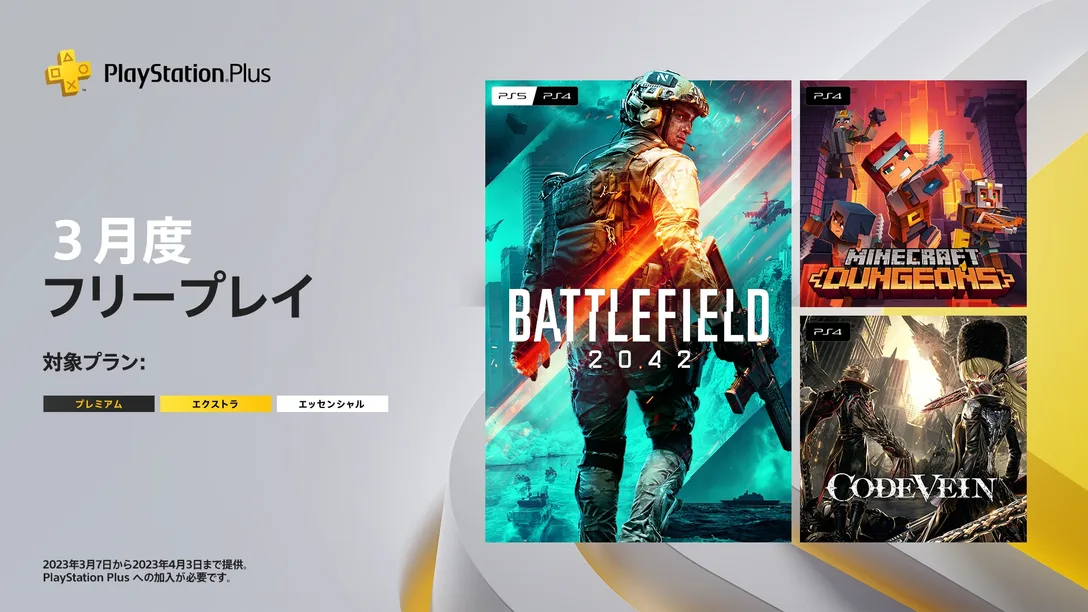 PlayStation Plus
３月度
フリープレイ
対象プラン:
プレミアム
エクストラ
エッセンシャル
2023年3月7日から2023年4月3日まで提供。
PlayStation Plus への加入が必要です。
PS5 PS4
BATTLEFIELD
2042
PS4
MINECRAFT
DUNGEONS
PS4
CODE VEIN